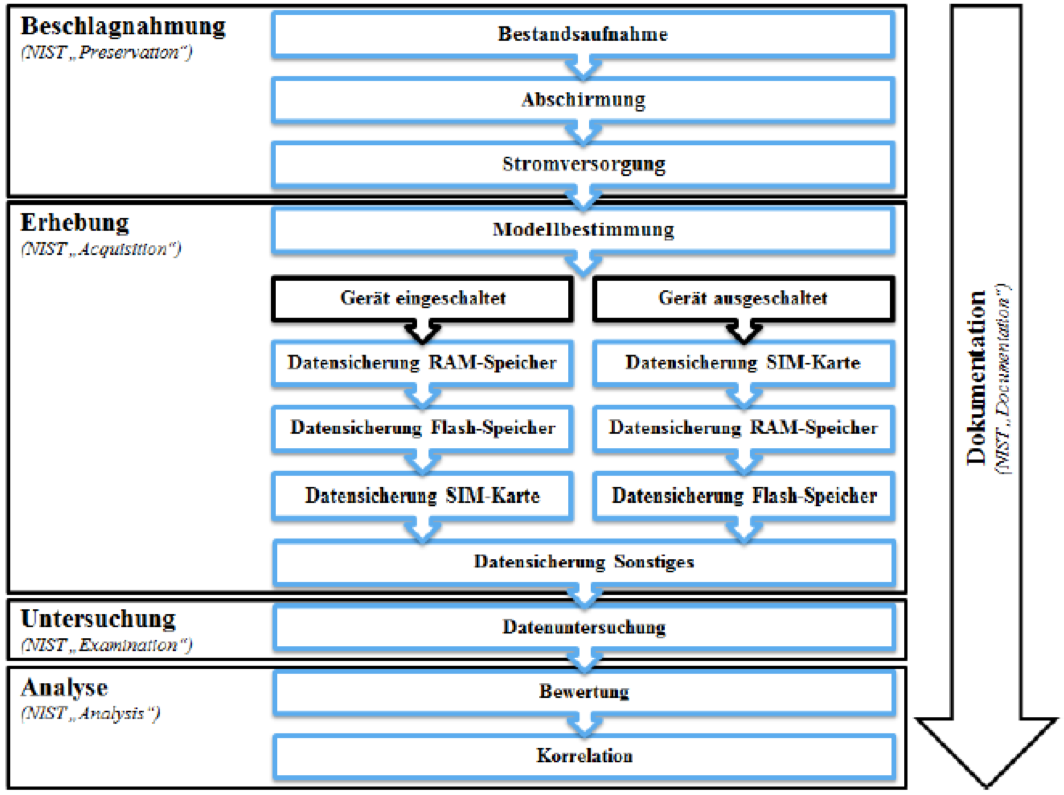 Beschlagnahmung
(NIST „Preservation“)
Bestandsaufnahme
Abschirmung
Stromversorgung
Erhebung
(NIST „Acquisition“)
Modellbestimmung
Gerät eingeschaltet
Gerät ausgeschaltet
Datensicherung RAM-Speicher
Datensicherung SIM-Karte
Datensicherung Flash-Speicher
Datensicherung RAM-Speicher
Datensicherung SIM-Karte
Datensicherung Flash-Speicher
Datensicherung Sonstiges
Untersuchung
(NIST „Examination“)
Datenuntersuchung
Analyse
(NIST „Analysis“)
Bewertung
Korrelation
Dokumentation
(NIST „Documentation“)